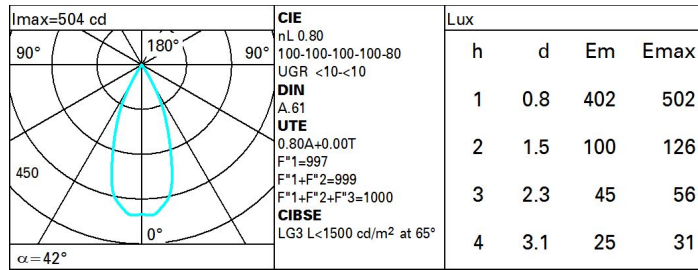 Imax=504 cd
90°
180°
90°
450
0°
α=42°
CIE
nL 0.80
100-100-100-100-80
UGR <10-<10
DIN
A.61
UTE
0.80A+0.00T
F"1=997
F"1+F"2=999
F"1+F"2+F"3=1000
CIBSE
LG3 L<1500 cd/m² at 65°
Lux
h d Em Emax
1 0.8 402 502
2 1.5 100 126
3 2.3 45 56
4 3.1 25 31